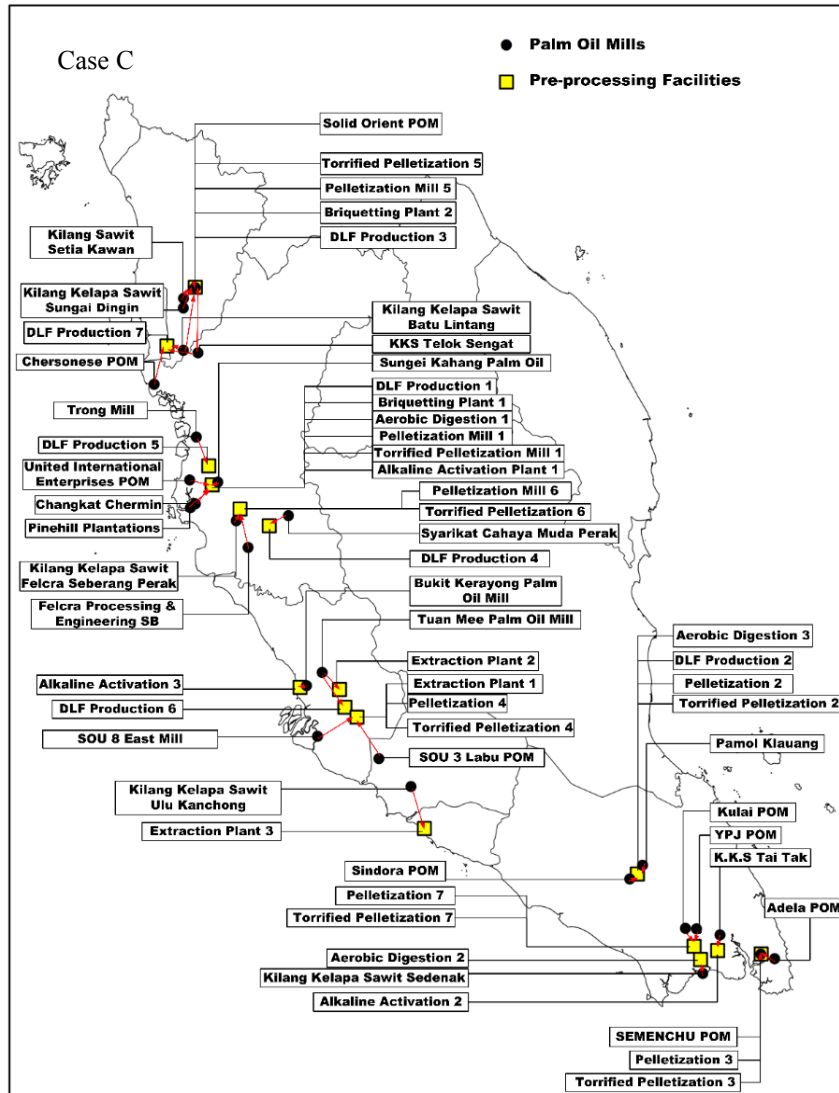 Case C
Palm Oil Mills
Pre-processing Facilities
Solid Orient POM
Torrified Pelletization 5
Pelletization Mill 5
Briquetting Plant 2
DLF Production 3
Kilang Sawit
Setia Kawan
Kilang Kelapa Sawit
Sungai Dingin
DLF Production 7
Chersonese POM
Kilang Kelapa Sawit
Batu Lintang
KKS Telok Sengat
Sungei Kahang Palm Oil
DLF Production 1
Briquetting Plant 1
Aerobic Digestion 1
Pelletization Mill 1
Torrified Pelletization Mill 1
Alkaline Activation Plant 1
Trong Mill
DLF Production 5
United International
Enterprises POM
Changkat Chermin
Pinehill Plantations
Pelletization Mill 6
Torrified Pelletization 6
Syarikat Cahaya Muda Perak
DLF Production 4
Kilang Kelapa Sawit
Felcra Seberang Perak
Felcra Processing &
Engineering SB
Bukit Kerayong Palm
Oil Mill
Tuan Mee Palm Oil Mill
Extraction Plant 2
Extraction Plant 1
Pelletization 4
Torrified Pelletization 4
SOU 3 Labu POM
Alkaline Activation 3
DLF Production 6
SOU 8 East Mill
Kilang Kelapa Sawit
Ulu Kanchong
Extraction Plant 3
Aerobic Digestion 3
DLF Production 2
Pelletization 2
Torrified Pelletization 2
Pamol Klauang
Kulai POM
YPJ POM
K.K.S Tai Tak
Adela POM
Sindora POM
Pelletization 7
Torrified Pelletization 7
Aerobic Digestion 2
Kilang Kelapa Sawit Sedenak
Alkaline Activation 2
SEMENCHU POM
Pelletization 3
Torrified Pelletization 3